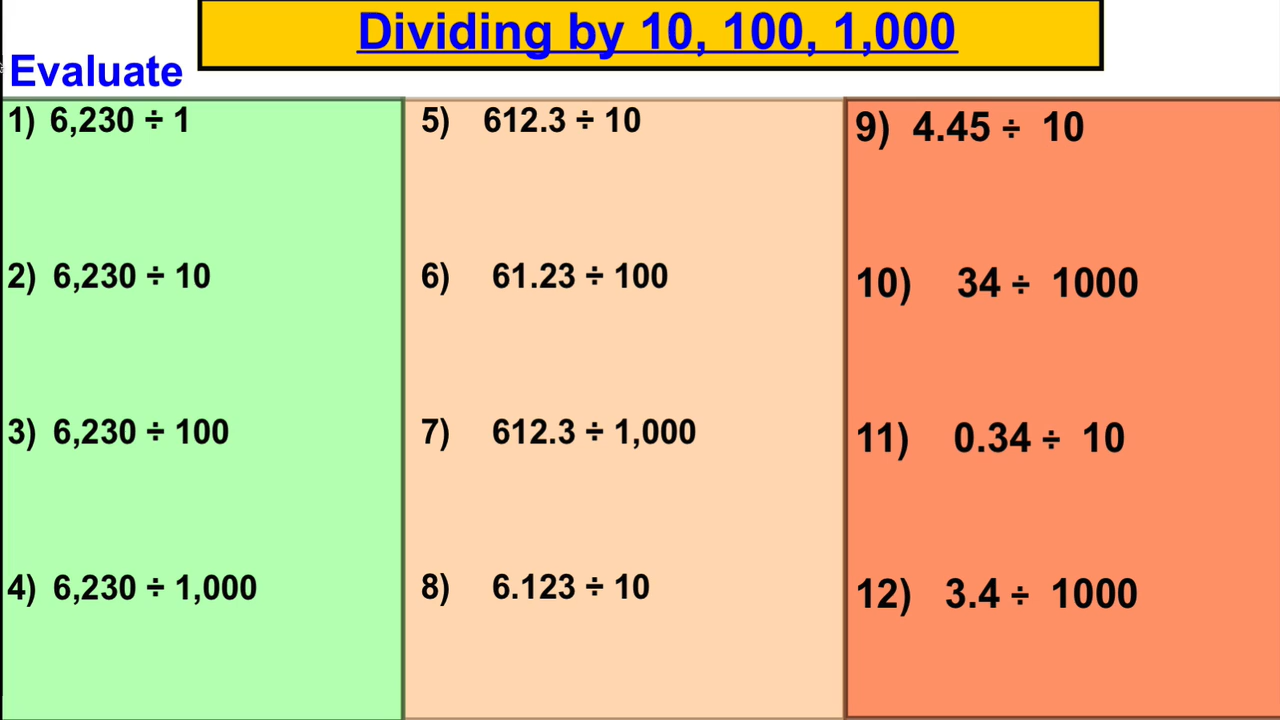 Dividing by 10, 100, 1,000
Evaluate
1) 6,230 ÷ 1
2) 6,230 ÷ 10
3) 6,230 ÷ 100
4) 6,230 ÷ 1,000
5) 612.3 ÷ 10
6) 61.23 ÷ 100
7) 612.3 ÷ 1,000
8) 6.123 ÷ 10
9) 4.45 ÷ 10
10) 34 ÷ 1000
11) 0.34 ÷ 10
12) 3.4 ÷ 1000